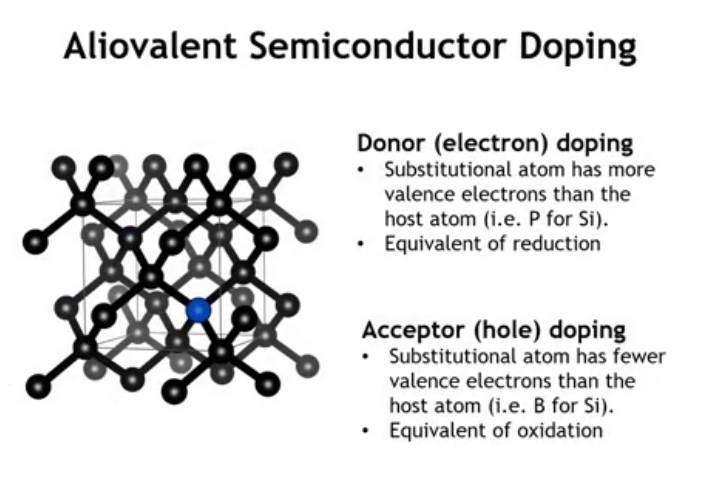 Aliovalent Semiconductor Doping
Donor (electron) doping
• Substitutional atom has more
valence electrons than the
host atom (i.e. P for Si).
• Equivalent of reduction
Acceptor (hole) doping
• Substitutional atom has fewer
valence electrons than the
host atom (i.e. B for Si).
• Equivalent of oxidation